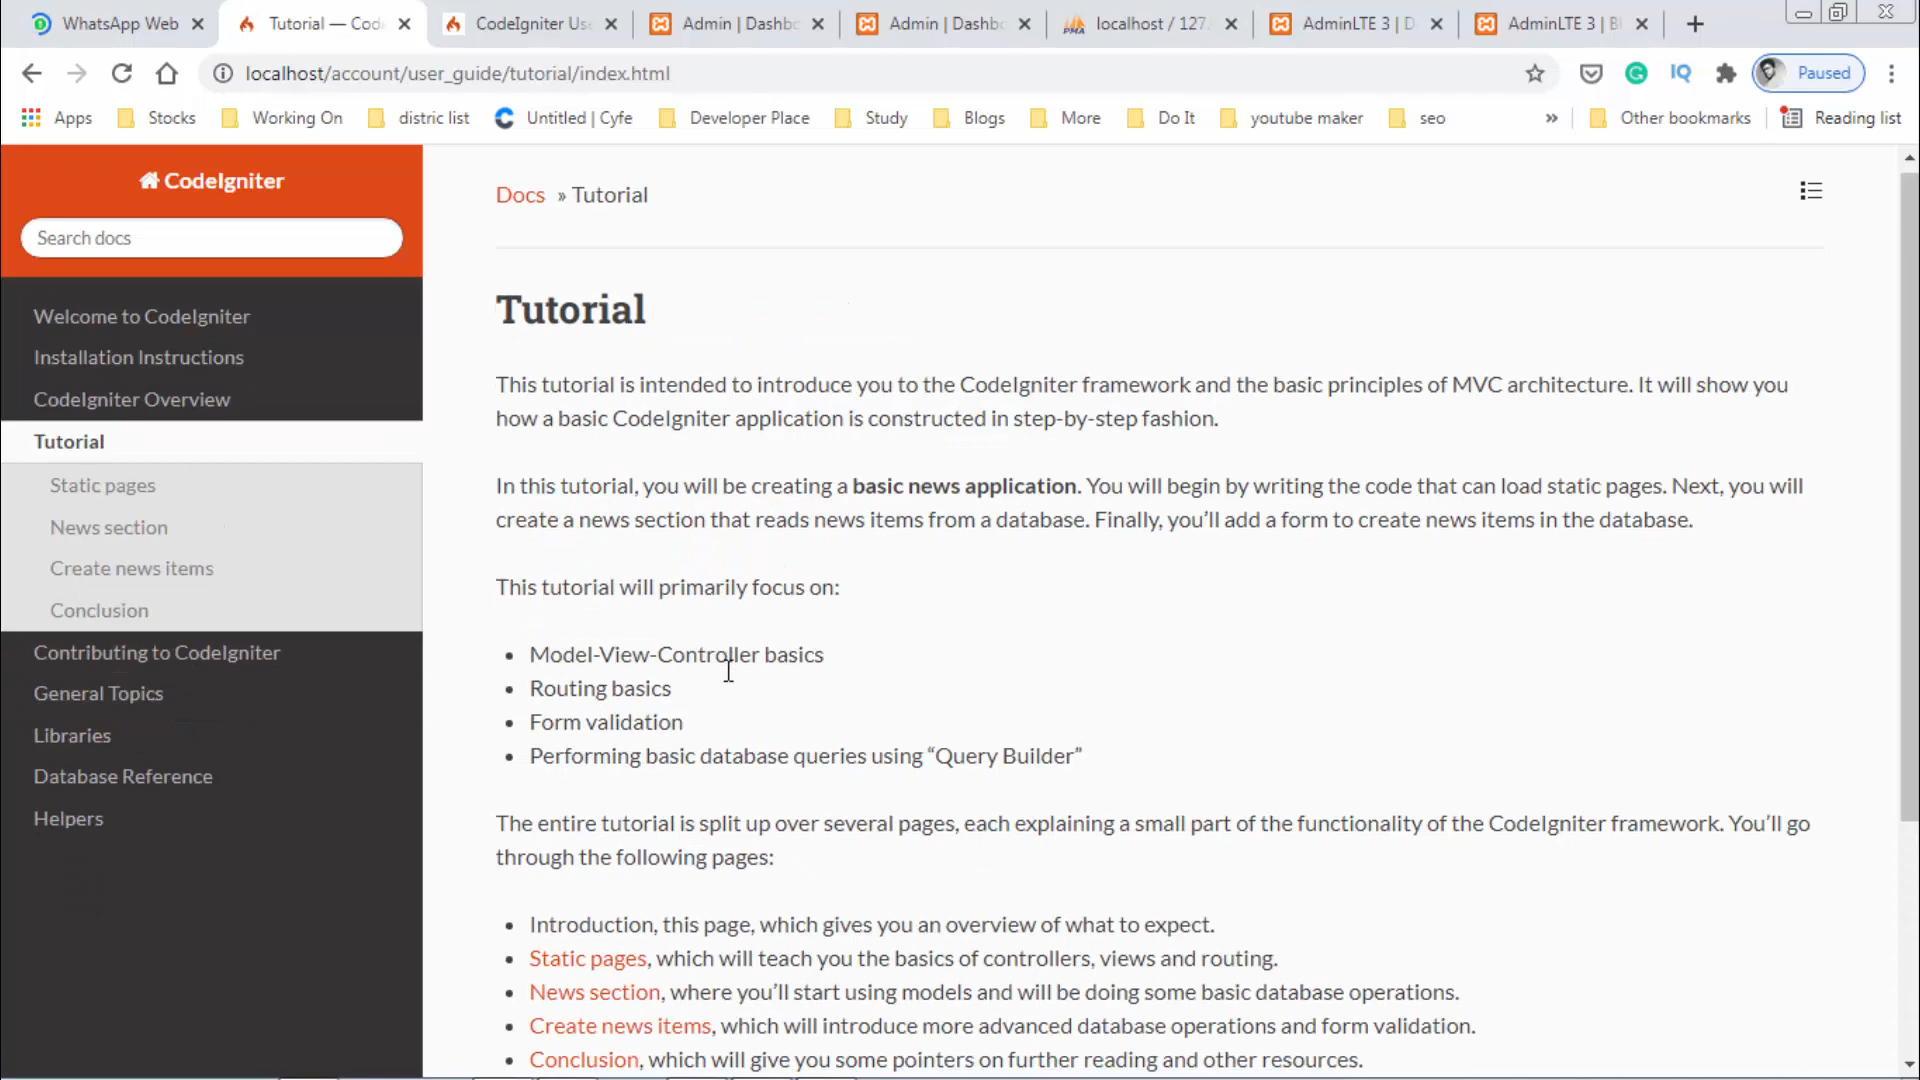 WhatsApp Web
Tutorial — Cod
CodeIgniter Us
Admin | Dashb
Admin | Dashb
localhost / 127.
AdminLTE 3 | D
AdminLTE 3 | Bl
localhost/account/user_guide/tutorial/index.html
Paused
Apps
Stocks
Working On
distric list
Untitled | Cyfe
Developer Place
Study
Blogs
More
Do It
youtube maker
seo
»
Other bookmarks
Reading list
CodeIgniter
Search docs
Welcome to CodeIgniter
Installation Instructions
CodeIgniter Overview
Tutorial
Static pages
News section
Create news items
Conclusion
Contributing to CodeIgniter
General Topics
Libraries
Database Reference
Helpers
Docs » Tutorial
Tutorial
This tutorial is intended to introduce you to the CodeIgniter framework and the basic principles of MVC architecture. It will show you
how a basic CodeIgniter application is constructed in step-by-step fashion.
In this tutorial, you will be creating a basic news application. You will begin by writing the code that can load static pages. Next, you will
create a news section that reads news items from a database. Finally, you’ll add a form to create news items in the database.
This tutorial will primarily focus on:
• Model-View-Controller basics
• Routing basics
• Form validation
• Performing basic database queries using “Query Builder”
The entire tutorial is split up over several pages, each explaining a small part of the functionality of the CodeIgniter framework. You’ll go
through the following pages:
• Introduction, this page, which gives you an overview of what to expect.
• Static pages, which will teach you the basics of controllers, views and routing.
• News section, where you’ll start using models and will be doing some basic database operations.
• Create news items, which will introduce more advanced database operations and form validation.
• Conclusion, which will give you some pointers on further reading and other resources.